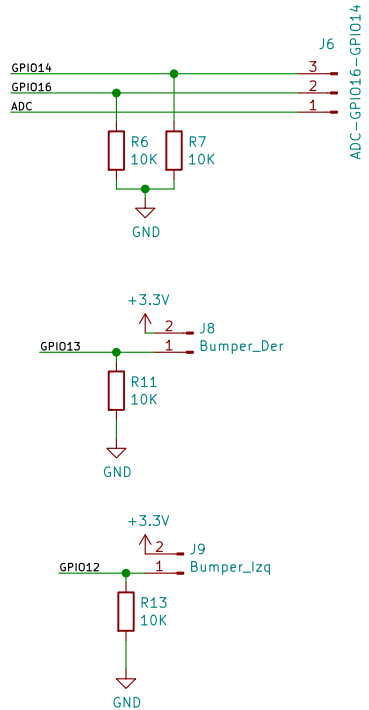 J6
ADC-GPIO16-GPIO14
GPIO14
3
GPIO16
2
ADC
1
R6
10K
R7
10K
GND
+3.3V
2
J8
GPIO13
1
Bumper_Der
R11
10K
GND
+3.3V
2
J9
GPIO12
1
Bumper_Izq
R13
10K
GND